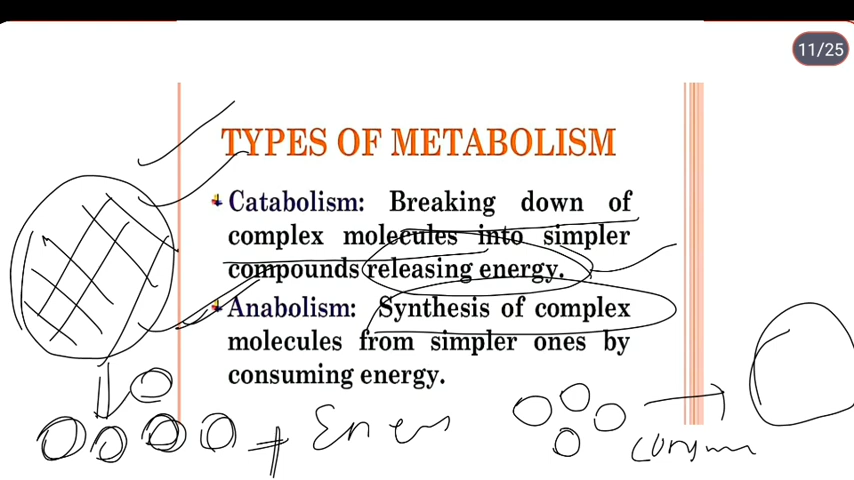 11/25
TYPES OF METABOLISM
Catabolism: Breaking down of
complex molecules into simpler
compounds releasing energy.
Anabolism: Synthesis of complex
molecules from simpler ones by
consuming energy.
+